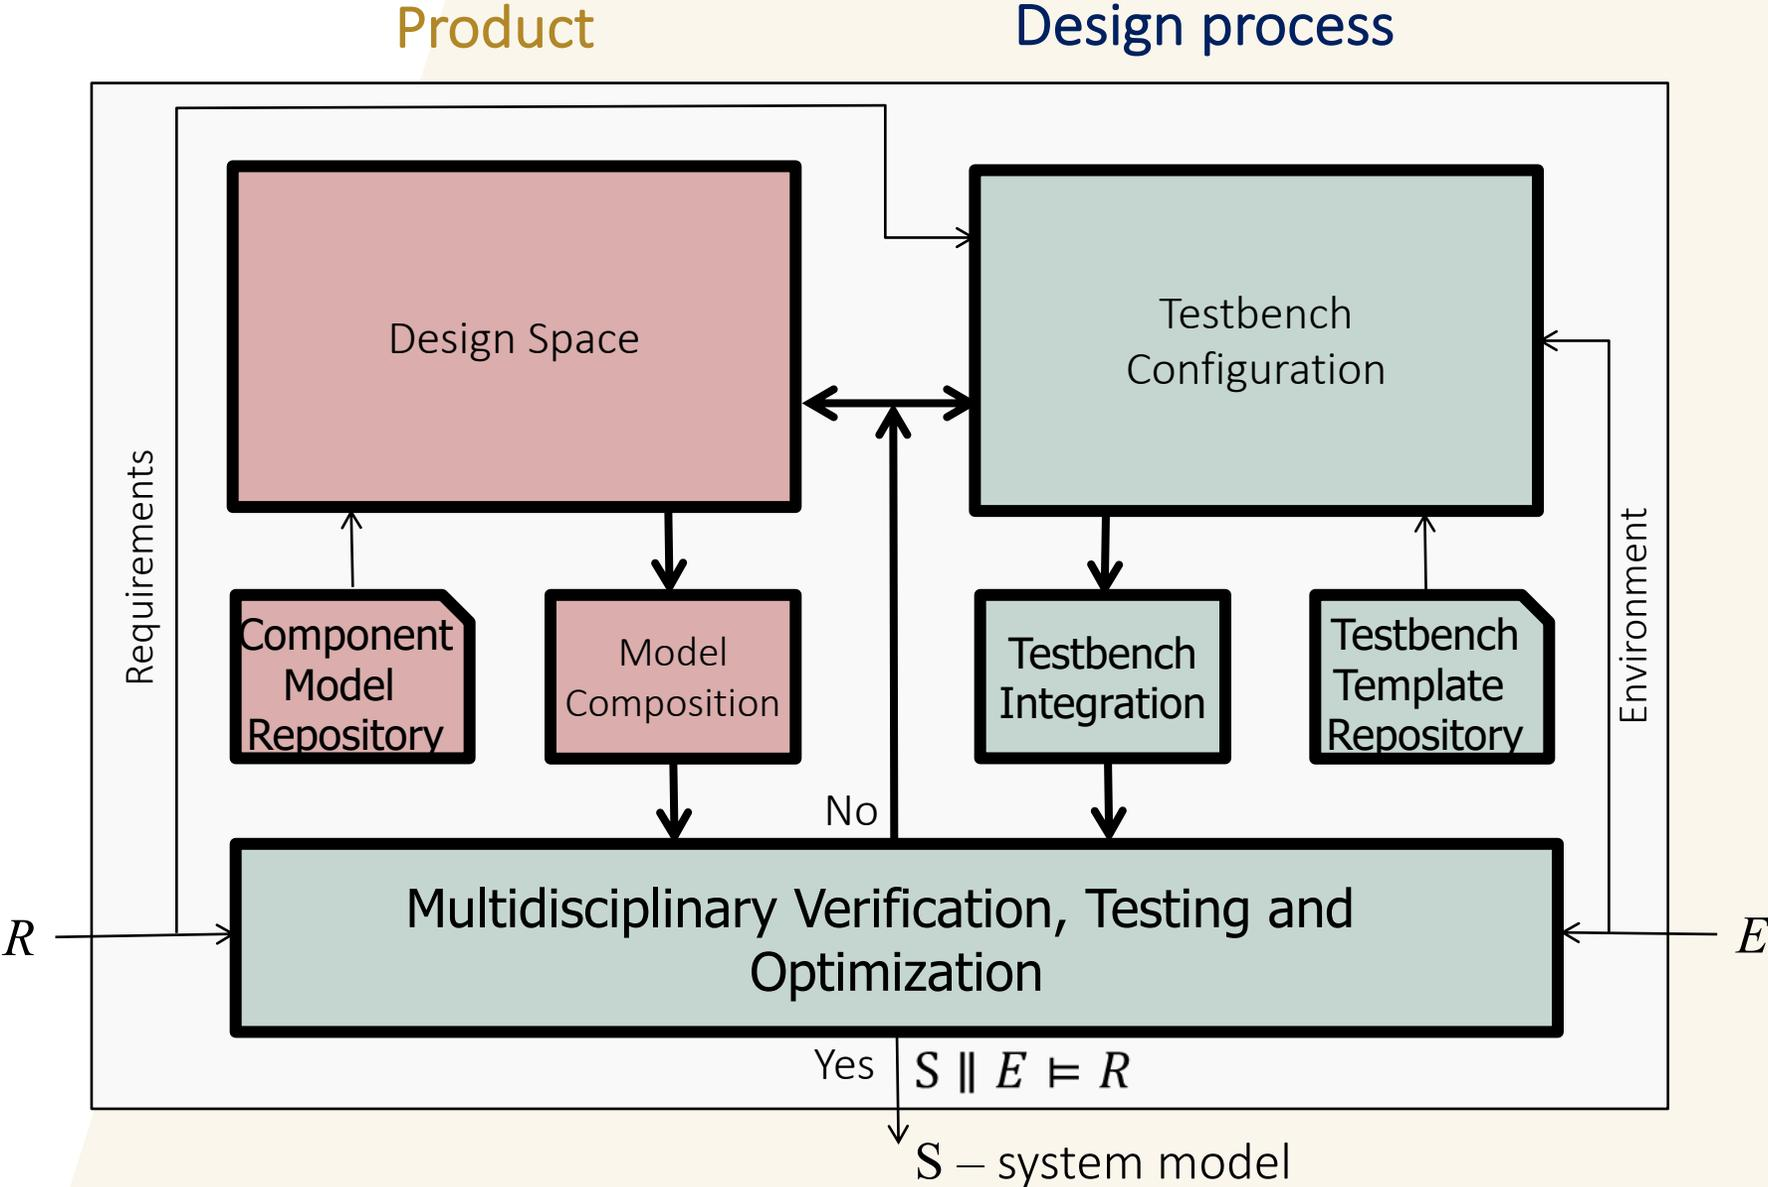 Product
Design process
Design Space
Testbench
Configuration
Requirements
Component
Model
Repository
Model
Composition
Testbench
Integration
Testbench
Template
Repository
Environment
No
R
Multidisciplinary Verification, Testing and
Optimization
E
Yes
S ∥ E ⊨ R
S – system model